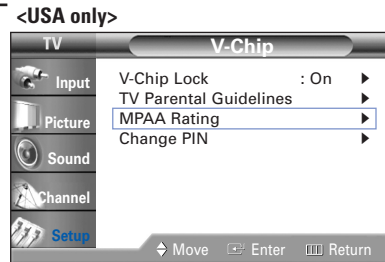 <USA only>
TV
V-Chip
Input
Picture
Sound
Channel
Setup
V-Chip Lock : On
TV Parental Guidelines
MPAA Rating
Change PIN
Move Enter Return